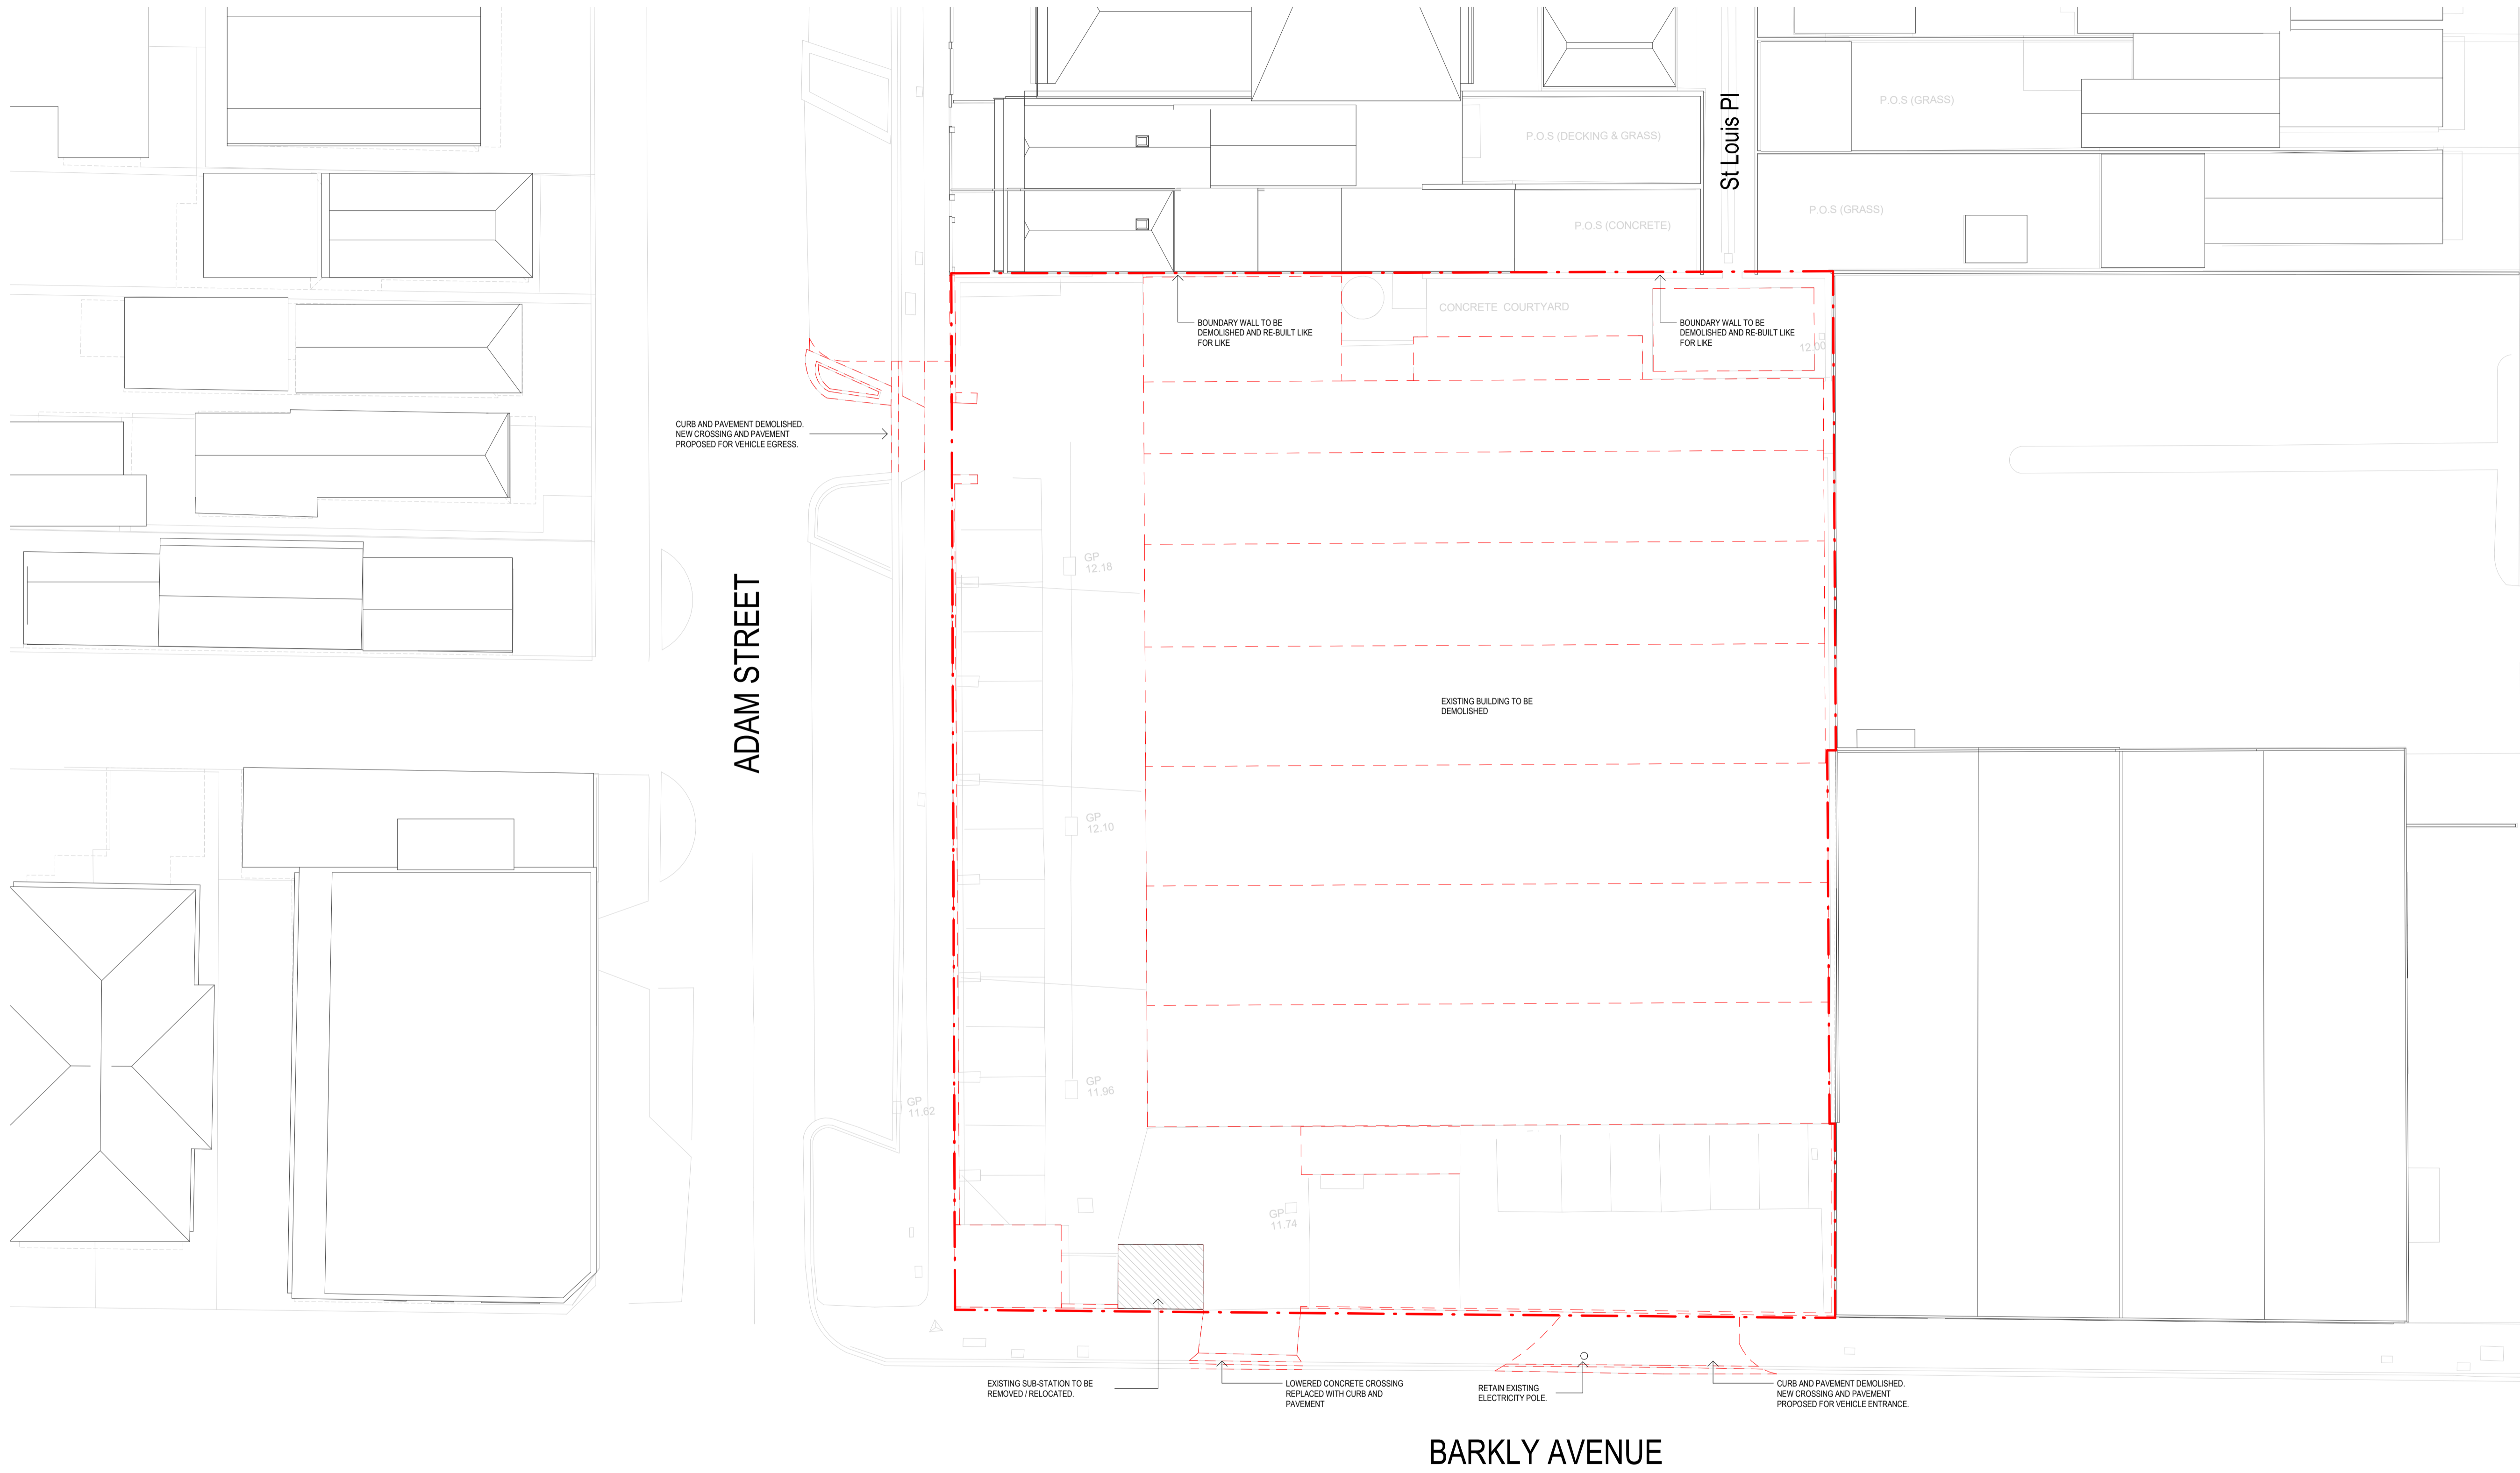 St Louis Pl
P.O.S (GRASS)
P.O.S (DECKING & GRASS)
P.O.S (GRASS)
P.O.S (CONCRETE)
CONCRETE COURTYARD
BOUNDARY WALL TO BE
DEMOLISHED AND RE-BUILT LIKE
FOR LIKE
BOUNDARY WALL TO BE
DEMOLISHED AND RE-BUILT LIKE
FOR LIKE
12.00
CURB AND PAVEMENT DEMOLISHED.
NEW CROSSING AND PAVEMENT
PROPOSED FOR VEHICLE EGRESS.
GP
12.18
ADAM STREET
EXISTING BUILDING TO BE
DEMOLISHED
GP
12.10
GP
11.96
GP
11.62
GP
11.74
EXISTING SUB-STATION TO BE
REMOVED / RELOCATED.
LOWERED CONCRETE CROSSING
REPLACED WITH CURB AND
PAVEMENT
RETAIN EXISTING
ELECTRICITY POLE.
CURB AND PAVEMENT DEMOLISHED.
NEW CROSSING AND PAVEMENT
PROPOSED FOR VEHICLE ENTRANCE.
BARKLY AVENUE